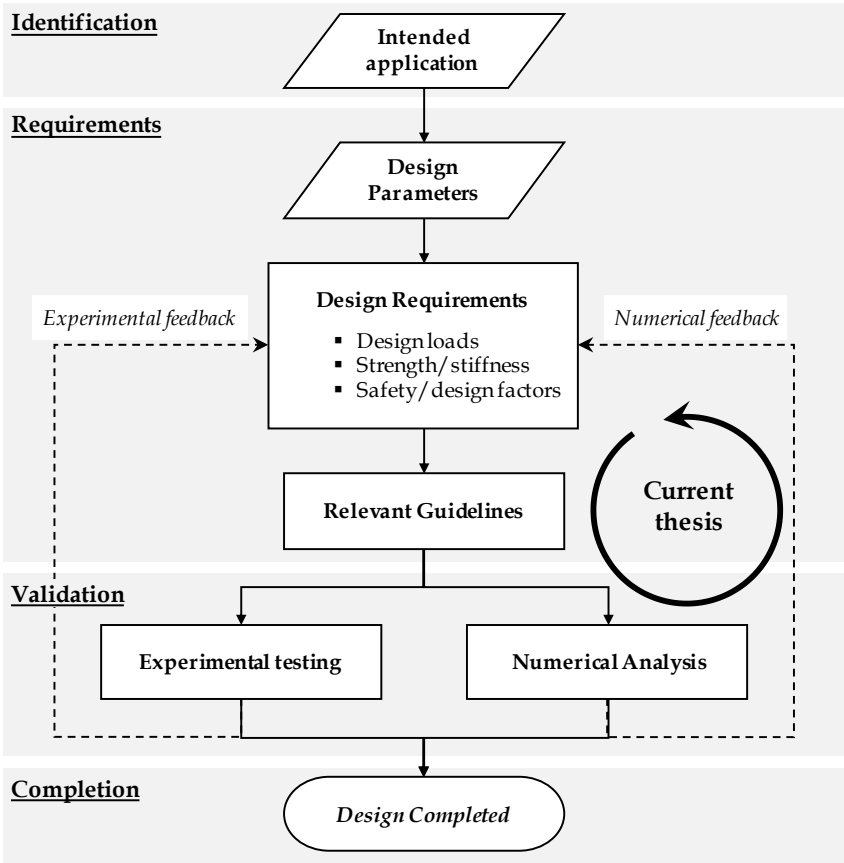 Identification
Intended
application
Requirements
Design
Parameters
Design Requirements
▪ Design loads
▪ Strength/stiffness
▪ Safety/design factors
Experimental feedback
Numerical feedback
Relevant Guidelines
Current
thesis
Validation
Experimental testing
Numerical Analysis
Completion
Design Completed